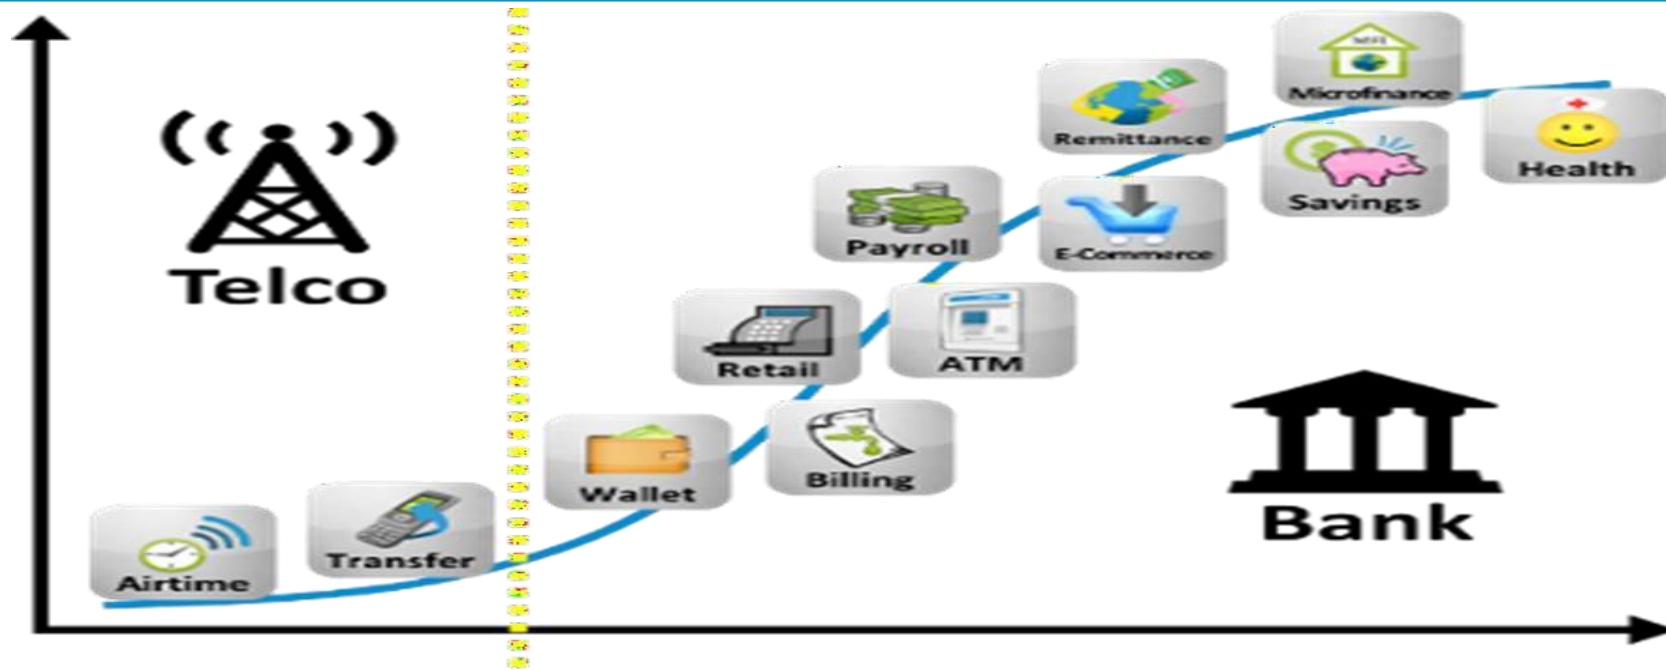 Telco
Airtime
Transfer
Wallet
Billing
Retail
ATM
Payroll
E-Commerce
Remittance
Microfinance
Savings
Health
Bank